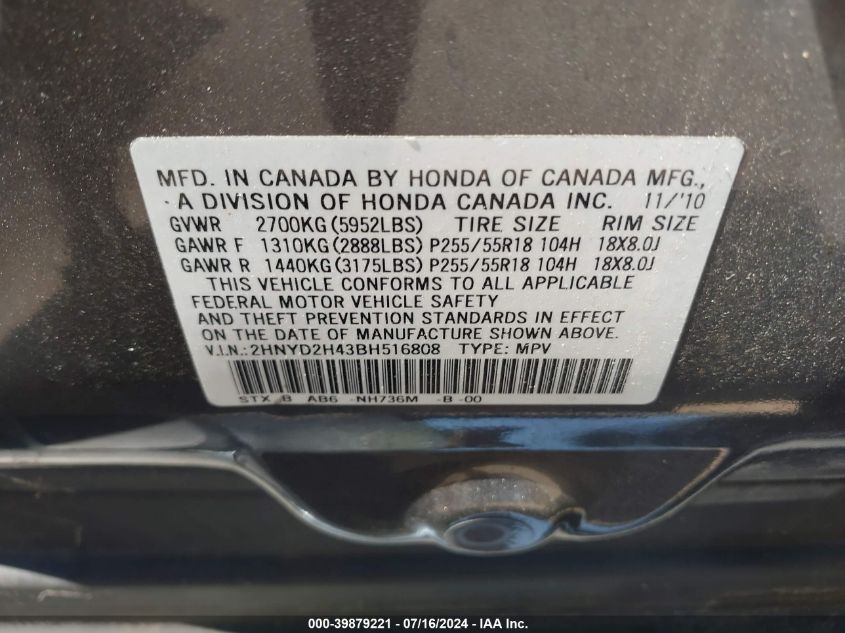 MFD. IN CANADA BY HONDA OF CANADA MFG.,
A DIVISION OF HONDA CANADA INC. 11/'10
GVWR 2700KG(5952LBS) TIRE SIZE RIM SIZE
GAWR F 1310KG(2888LBS) P255/55R18 104H 18X8.0J
GAWR R 1440KG(3175LBS) P255/55R18 104H 18X8.0J
THIS VEHICLE CONFORMS TO ALL APPLICABLE
FEDERAL MOTOR VEHICLE SAFETY
AND THEFT PREVENTION STANDARDS IN EFFECT
ON THE DATE OF MANUFACTURE SHOWN ABOVE.
V.I.N.:2HNYD2H43BH516808 TYPE: MPV
STX B AB6 -NH736M -B -00
000-39879221 - 07/16/2024 - IAA Inc.